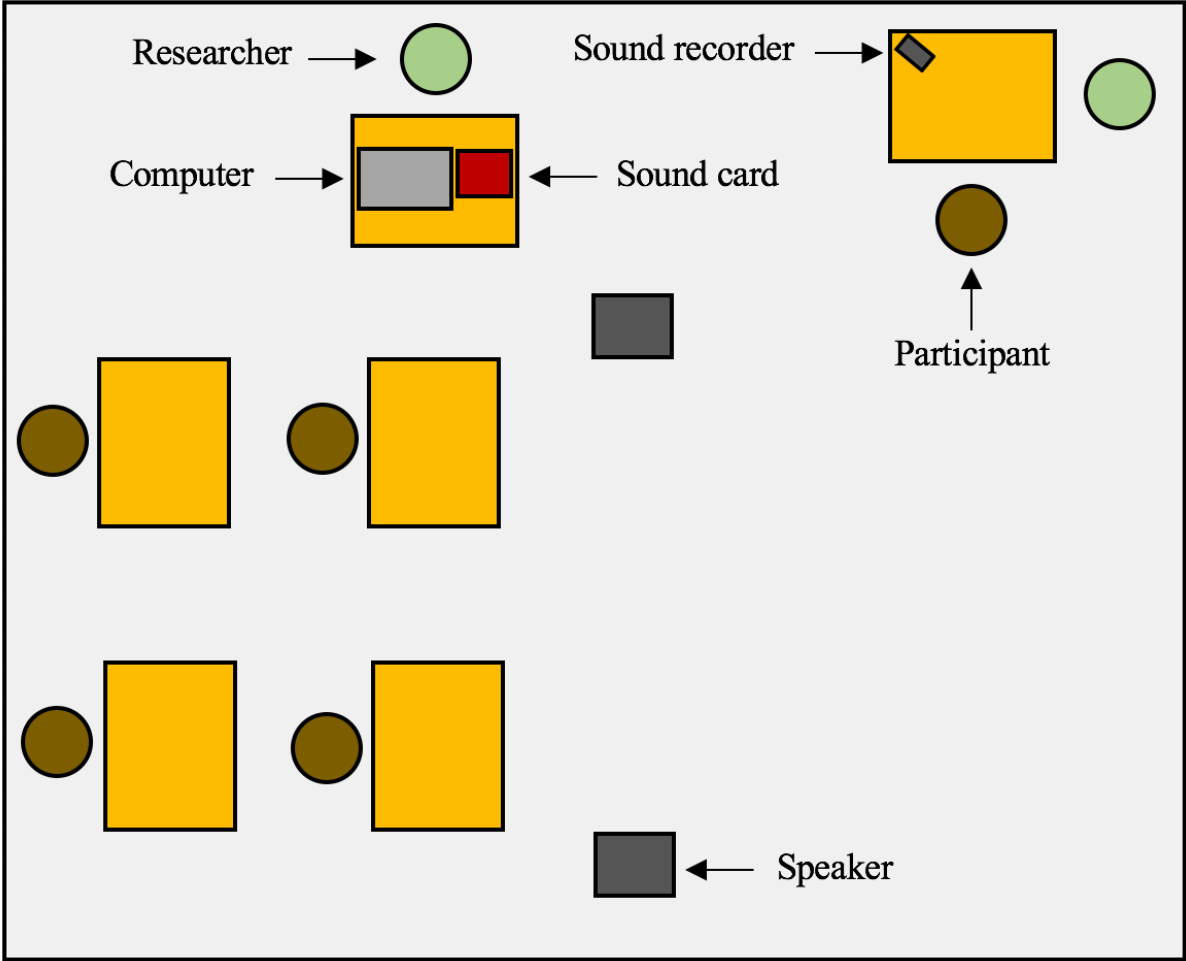 Researcher
Sound recorder
Computer
Sound card
Participant
Speaker